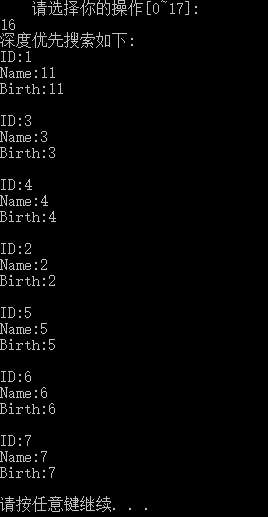 请选择你的操作[0~17]:
16
深度优先搜索如下:
ID:1
Name:11
Birth:11
ID:3
Name:3
Birth:3
ID:4
Name:4
Birth:4
ID:2
Name:2
Birth:2
ID:5
Name:5
Birth:5
ID:6
Name:6
Birth:6
ID:7
Name:7
Birth:7
请按任意键继续. . .